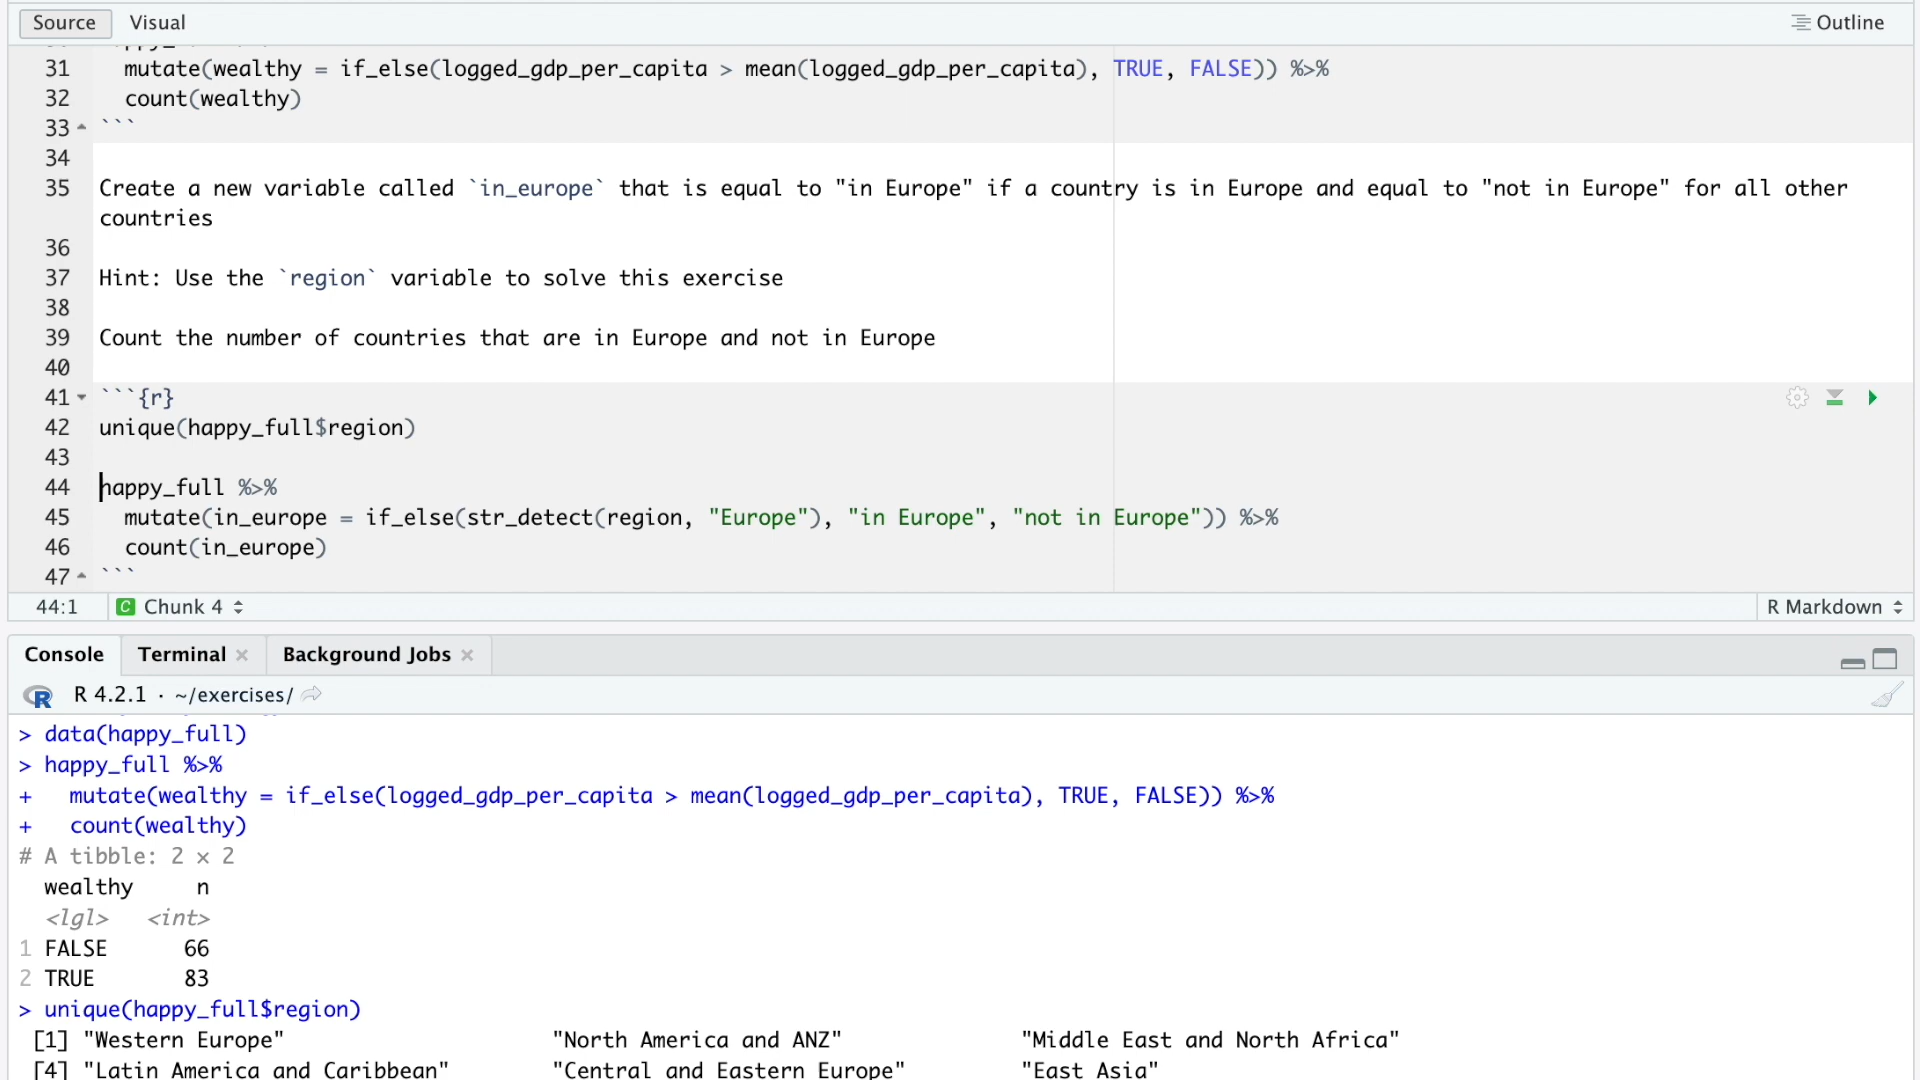 Source Visual Outline
31 mutate(wealthy = if_else(logged_gdp_per_capita > mean(logged_gdp_per_capita), TRUE, FALSE)) %>%
32 count(wealthy)
33 ```
34
35 Create a new variable called `in_europe` that is equal to "in Europe" if a country is in Europe and equal to "not in Europe" for all other
countries
36
37 Hint: Use the `region` variable to solve this exercise
38
39 Count the number of countries that are in Europe and not in Europe
40
41 ```{r}
42 unique(happy_full$region)
43
44 happy_full %>%
45 mutate(in_europe = if_else(str_detect(region, "Europe"), "in Europe", "not in Europe")) %>%
46 count(in_europe)
47 ```
44:1 C Chunk 4 R Markdown
Console Terminal Background Jobs
R R 4.2.1 · ~/exercises/
> data(happy_full)
> happy_full %>%
+ mutate(wealthy = if_else(logged_gdp_per_capita > mean(logged_gdp_per_capita), TRUE, FALSE)) %>%
+ count(wealthy)
# A tibble: 2 × 2
wealthy n
<lgl> <int>
1 FALSE 66
2 TRUE 83
> unique(happy_full$region)
[1] "Western Europe" "North America and ANZ" "Middle East and North Africa"
[4] "Latin America and Caribbean" "Central and Eastern Europe" "East Asia"